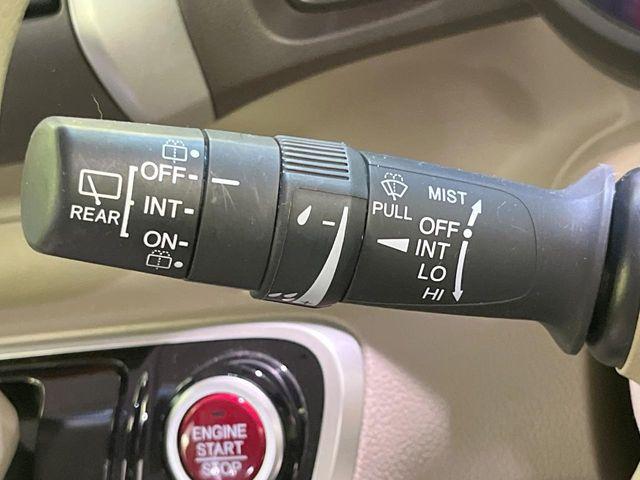 OFF
REAR
INT
ON
PULL
MIST
OFF
INT
LO
HI
ENGINE
START
STOP